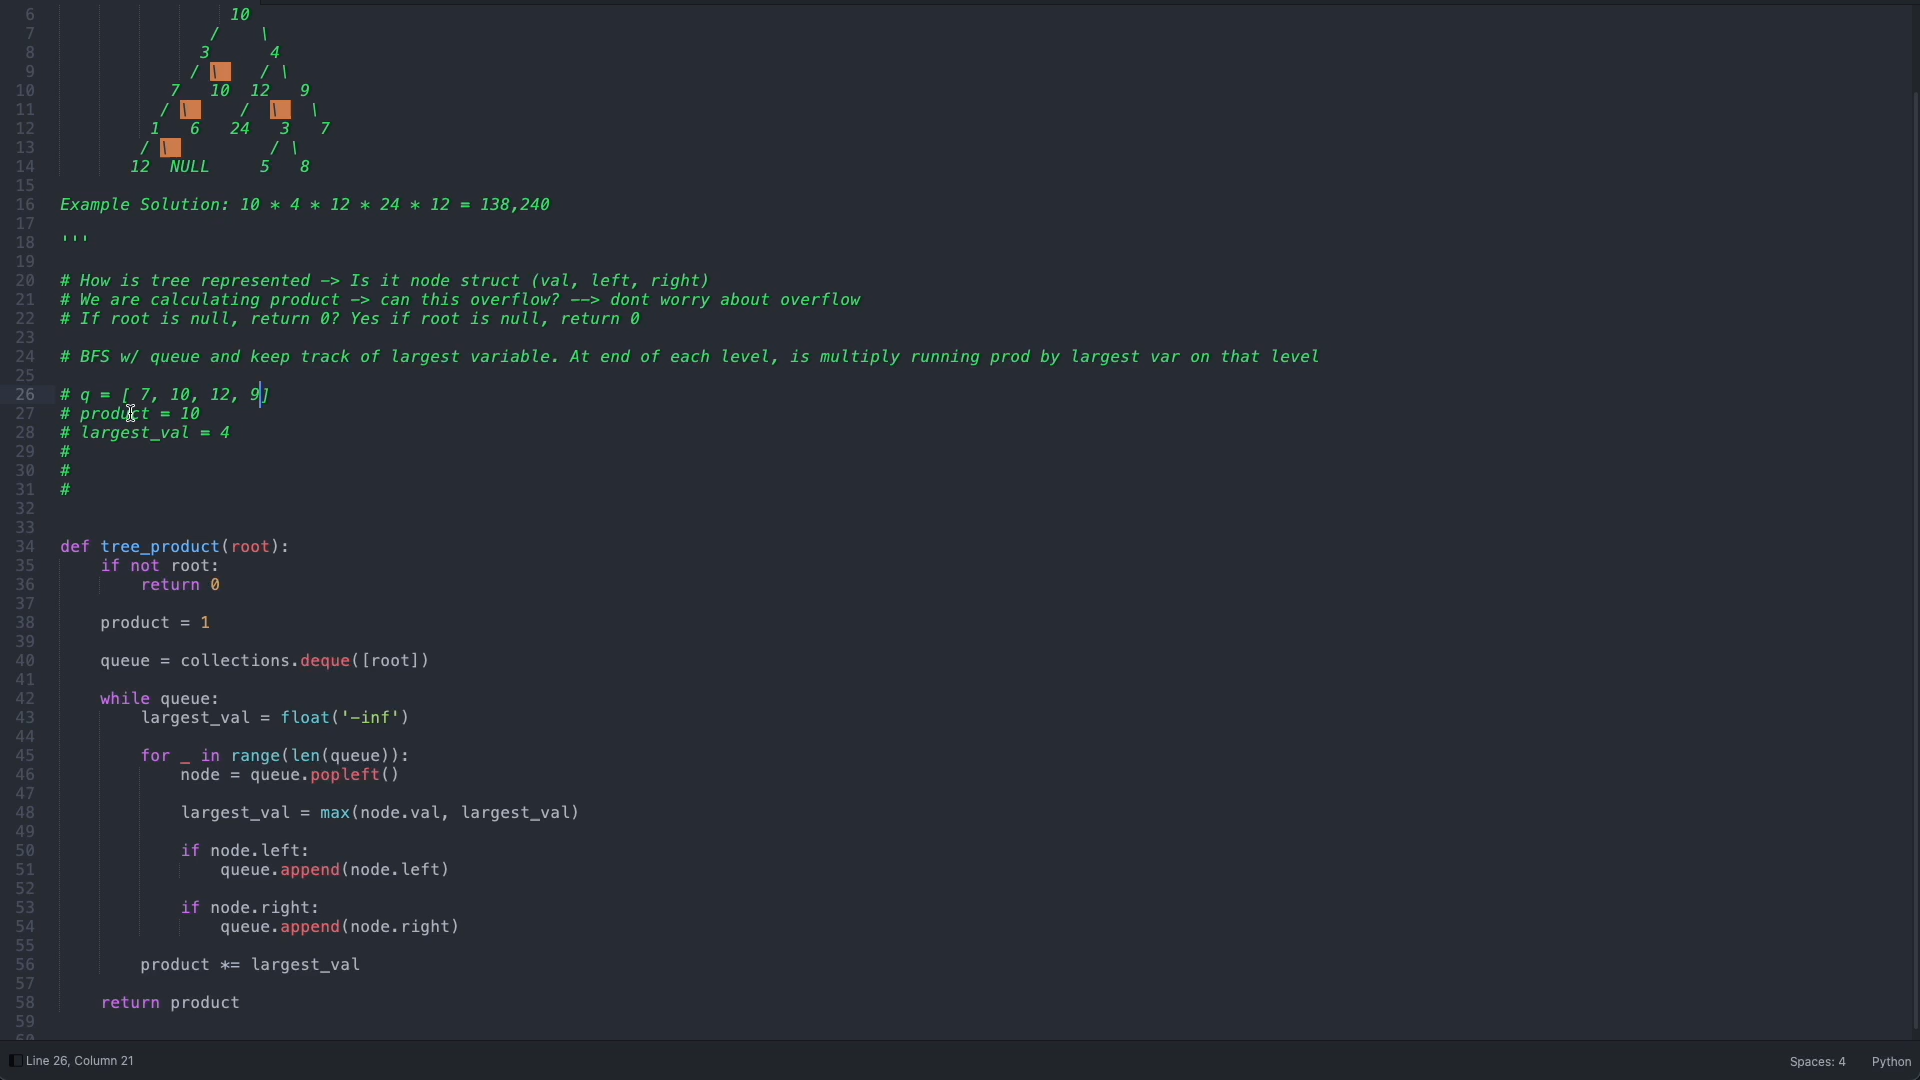 6 10
7 / \
8 3 4
9 / \ / \
10 7 10 12 9
11 / \ / \ \
12 1 6 24 3 7
13 / \ / \
14 12 NULL 5 8
15
16 Example Solution: 10 * 4 * 12 * 24 * 12 = 138,240
17
18 '''
19
20 # How is tree represented -> Is it node struct (val, left, right)
21 # We are calculating product -> can this overflow? --> dont worry about overflow
22 # If root is null, return 0? Yes if root is null, return 0
23
24 # BFS w/ queue and keep track of largest variable. At end of each level, is multiply running prod by largest var on that level
25
26 # q = [ 7, 10, 12, 9]
27 # product = 10
28 # largest_val = 4
29 #
30 #
31 #
32
33
34 def tree_product(root):
35 if not root:
36 return 0
37
38 product = 1
39
40 queue = collections.deque([root])
41
42 while queue:
43 largest_val = float('-inf')
44
45 for _ in range(len(queue)):
46 node = queue.popleft()
47
48 largest_val = max(node.val, largest_val)
49
50 if node.left:
51 queue.append(node.left)
52
53 if node.right:
54 queue.append(node.right)
55
56 product *= largest_val
57
58 return product
59
60
Line 26, Column 21 Spaces: 4 Python